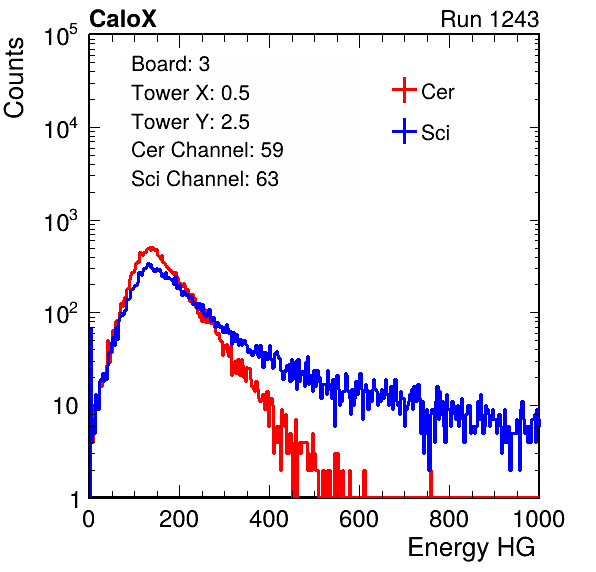 CaloX Run 1243
Counts
10^5
10^4
10^3
10^2
10
1
Board: 3
Tower X: 0.5
Tower Y: 2.5
Cer Channel: 59
Sci Channel: 63
Cer
Sci
0 200 400 600 800 1000
Energy HG